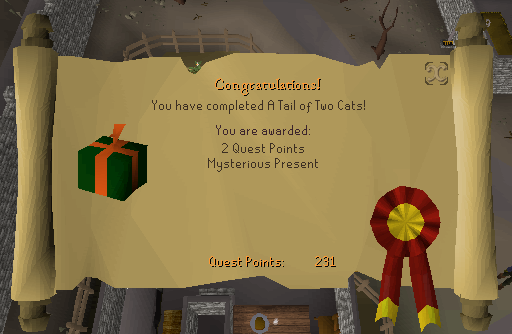 Congratulations!
You have completed A Tail of Two Cats!
You are awarded:
2 Quest Points
Mysterious Present
Quest Points: 231